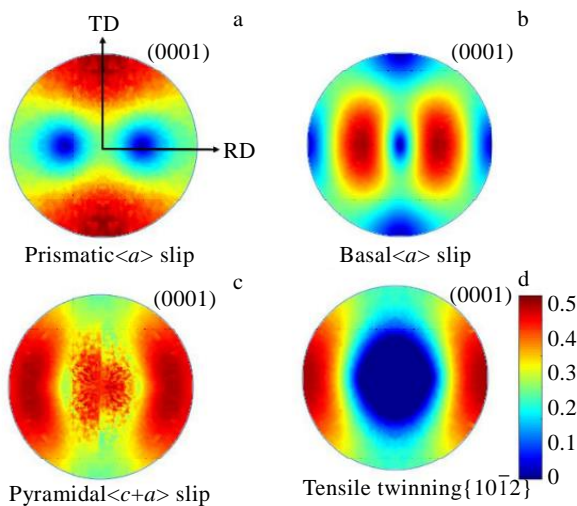 TD
a
(0001)
RD
Prismatic<a> slip
b
(0001)
Basal<a> slip
c
(0001)
Pyramidal<c+a> slip
d
(0001)
Tensile twinning{101̄2}
0.5
0.4
0.3
0.2
0.1
0